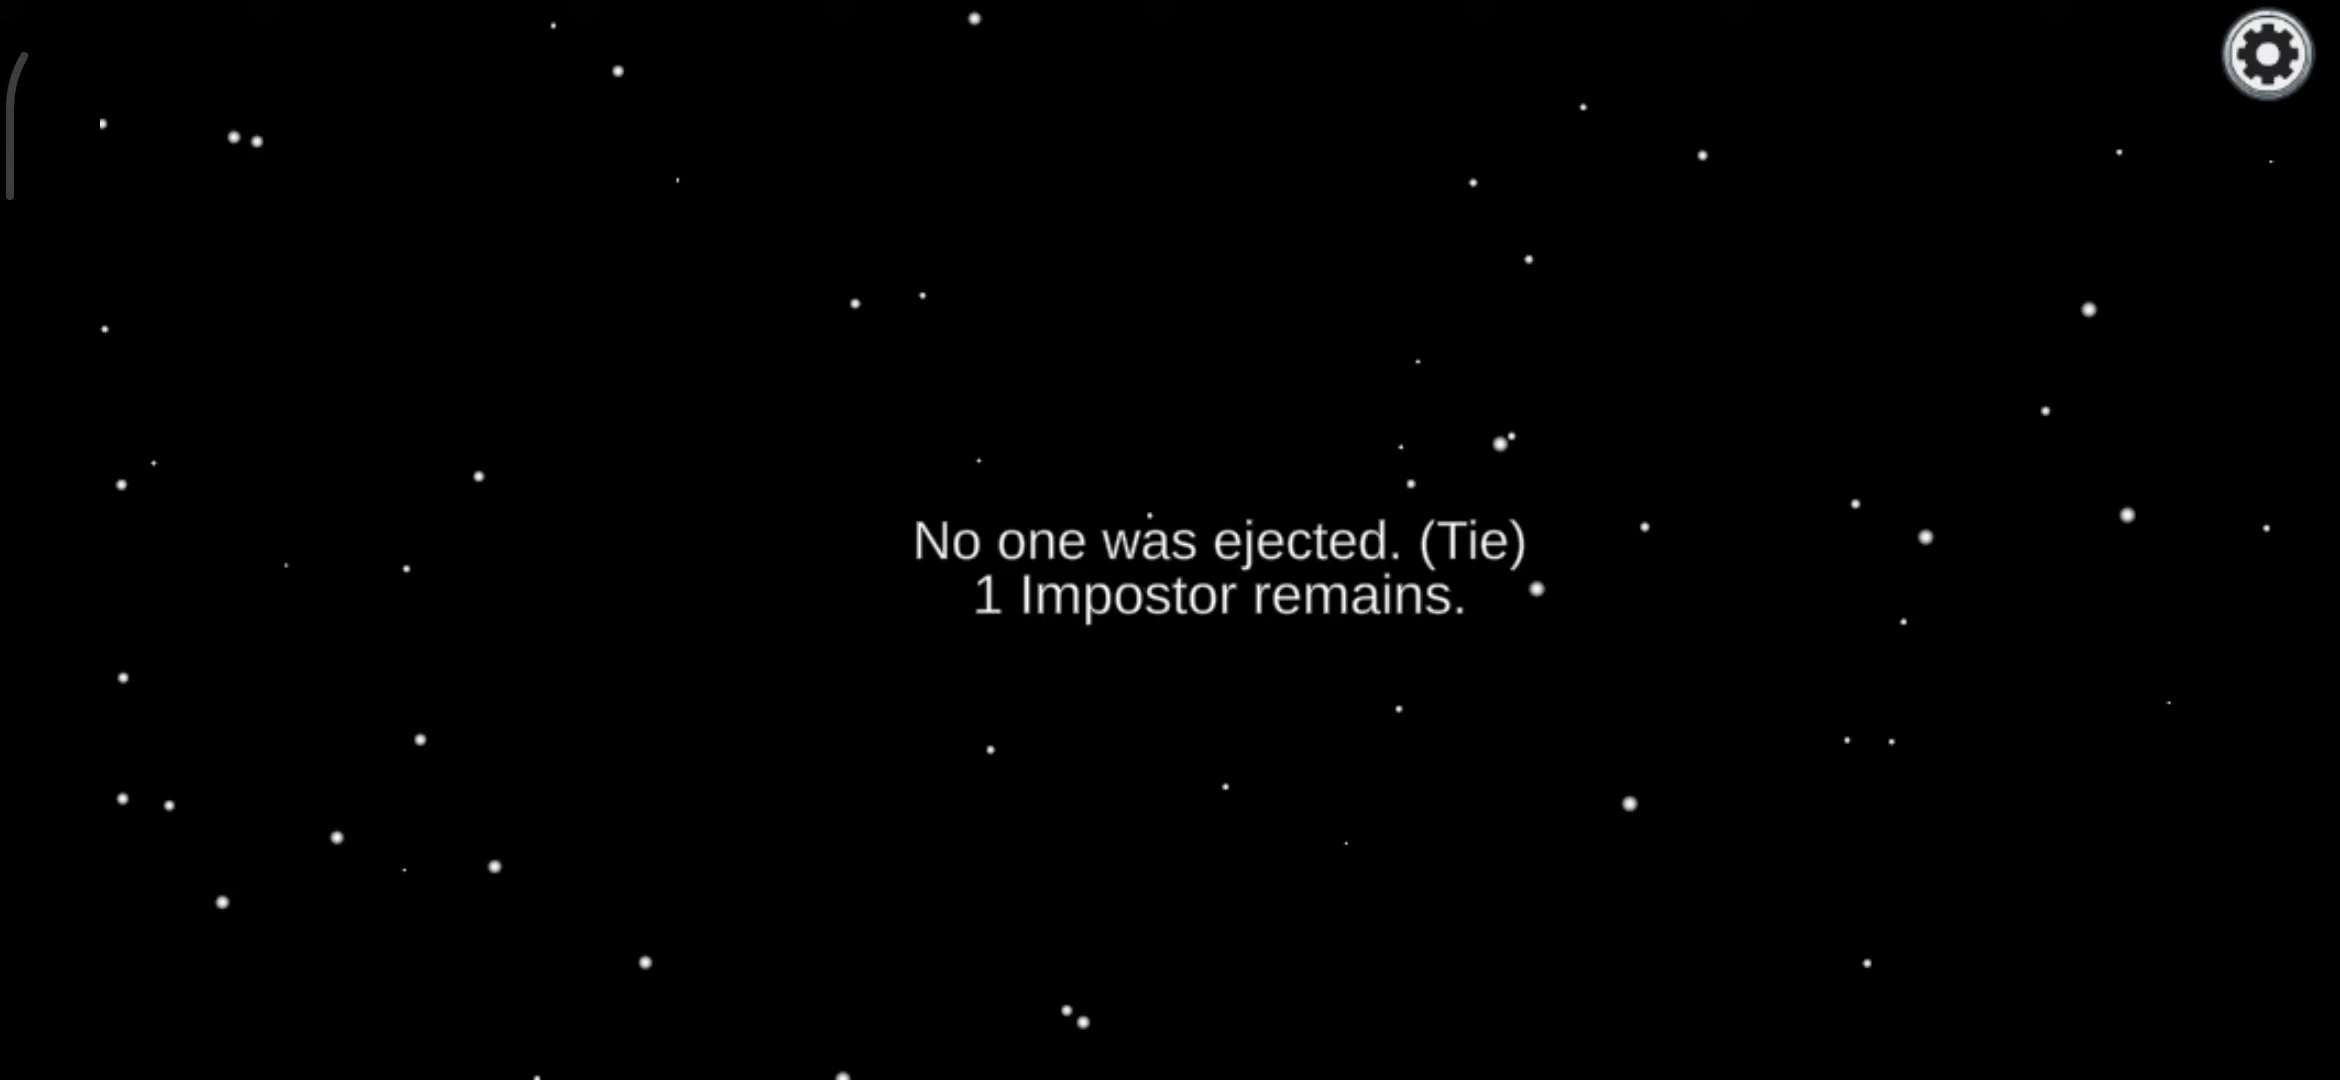 No one was ejected. (Tie)
1 Impostor remains.